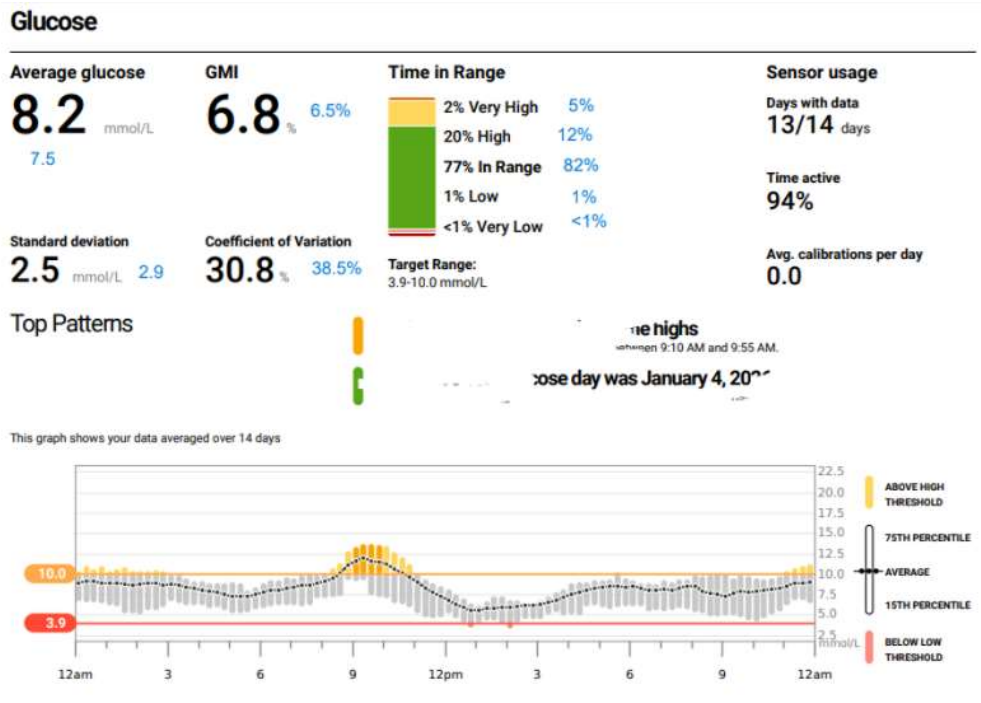 Glucose
Average glucose
8.2 mmol/L
7.5
GMI
6.8 % 6.5%
Time in Range
2% Very High 5%
20% High 12%
77% In Range 82%
1% Low 1%
<1% Very Low <1%
Target Range:
3.9-10.0 mmol/L
Sensor usage
Days with data
13/14 days
Time active
94%
Avg. calibrations per day
0.0
Standard deviation
2.5 mmol/L 2.9
Coefficient of Variation
30.8 % 38.5%
Top Patterns
highs
9:10 AM and 9:55 AM.
day was January 4,
This graph shows your data averaged over 14 days
22.5
20.0
17.5
15.0
12.5
10.0
7.5
5.0
2.5
mmol/L
10.0
3.9
12am 3 6 9 12pm 3 6 9 12am
ABOVE HIGH
THRESHOLD
75TH PERCENTILE
AVERAGE
15TH PERCENTILE
BELOW LOW
THRESHOLD